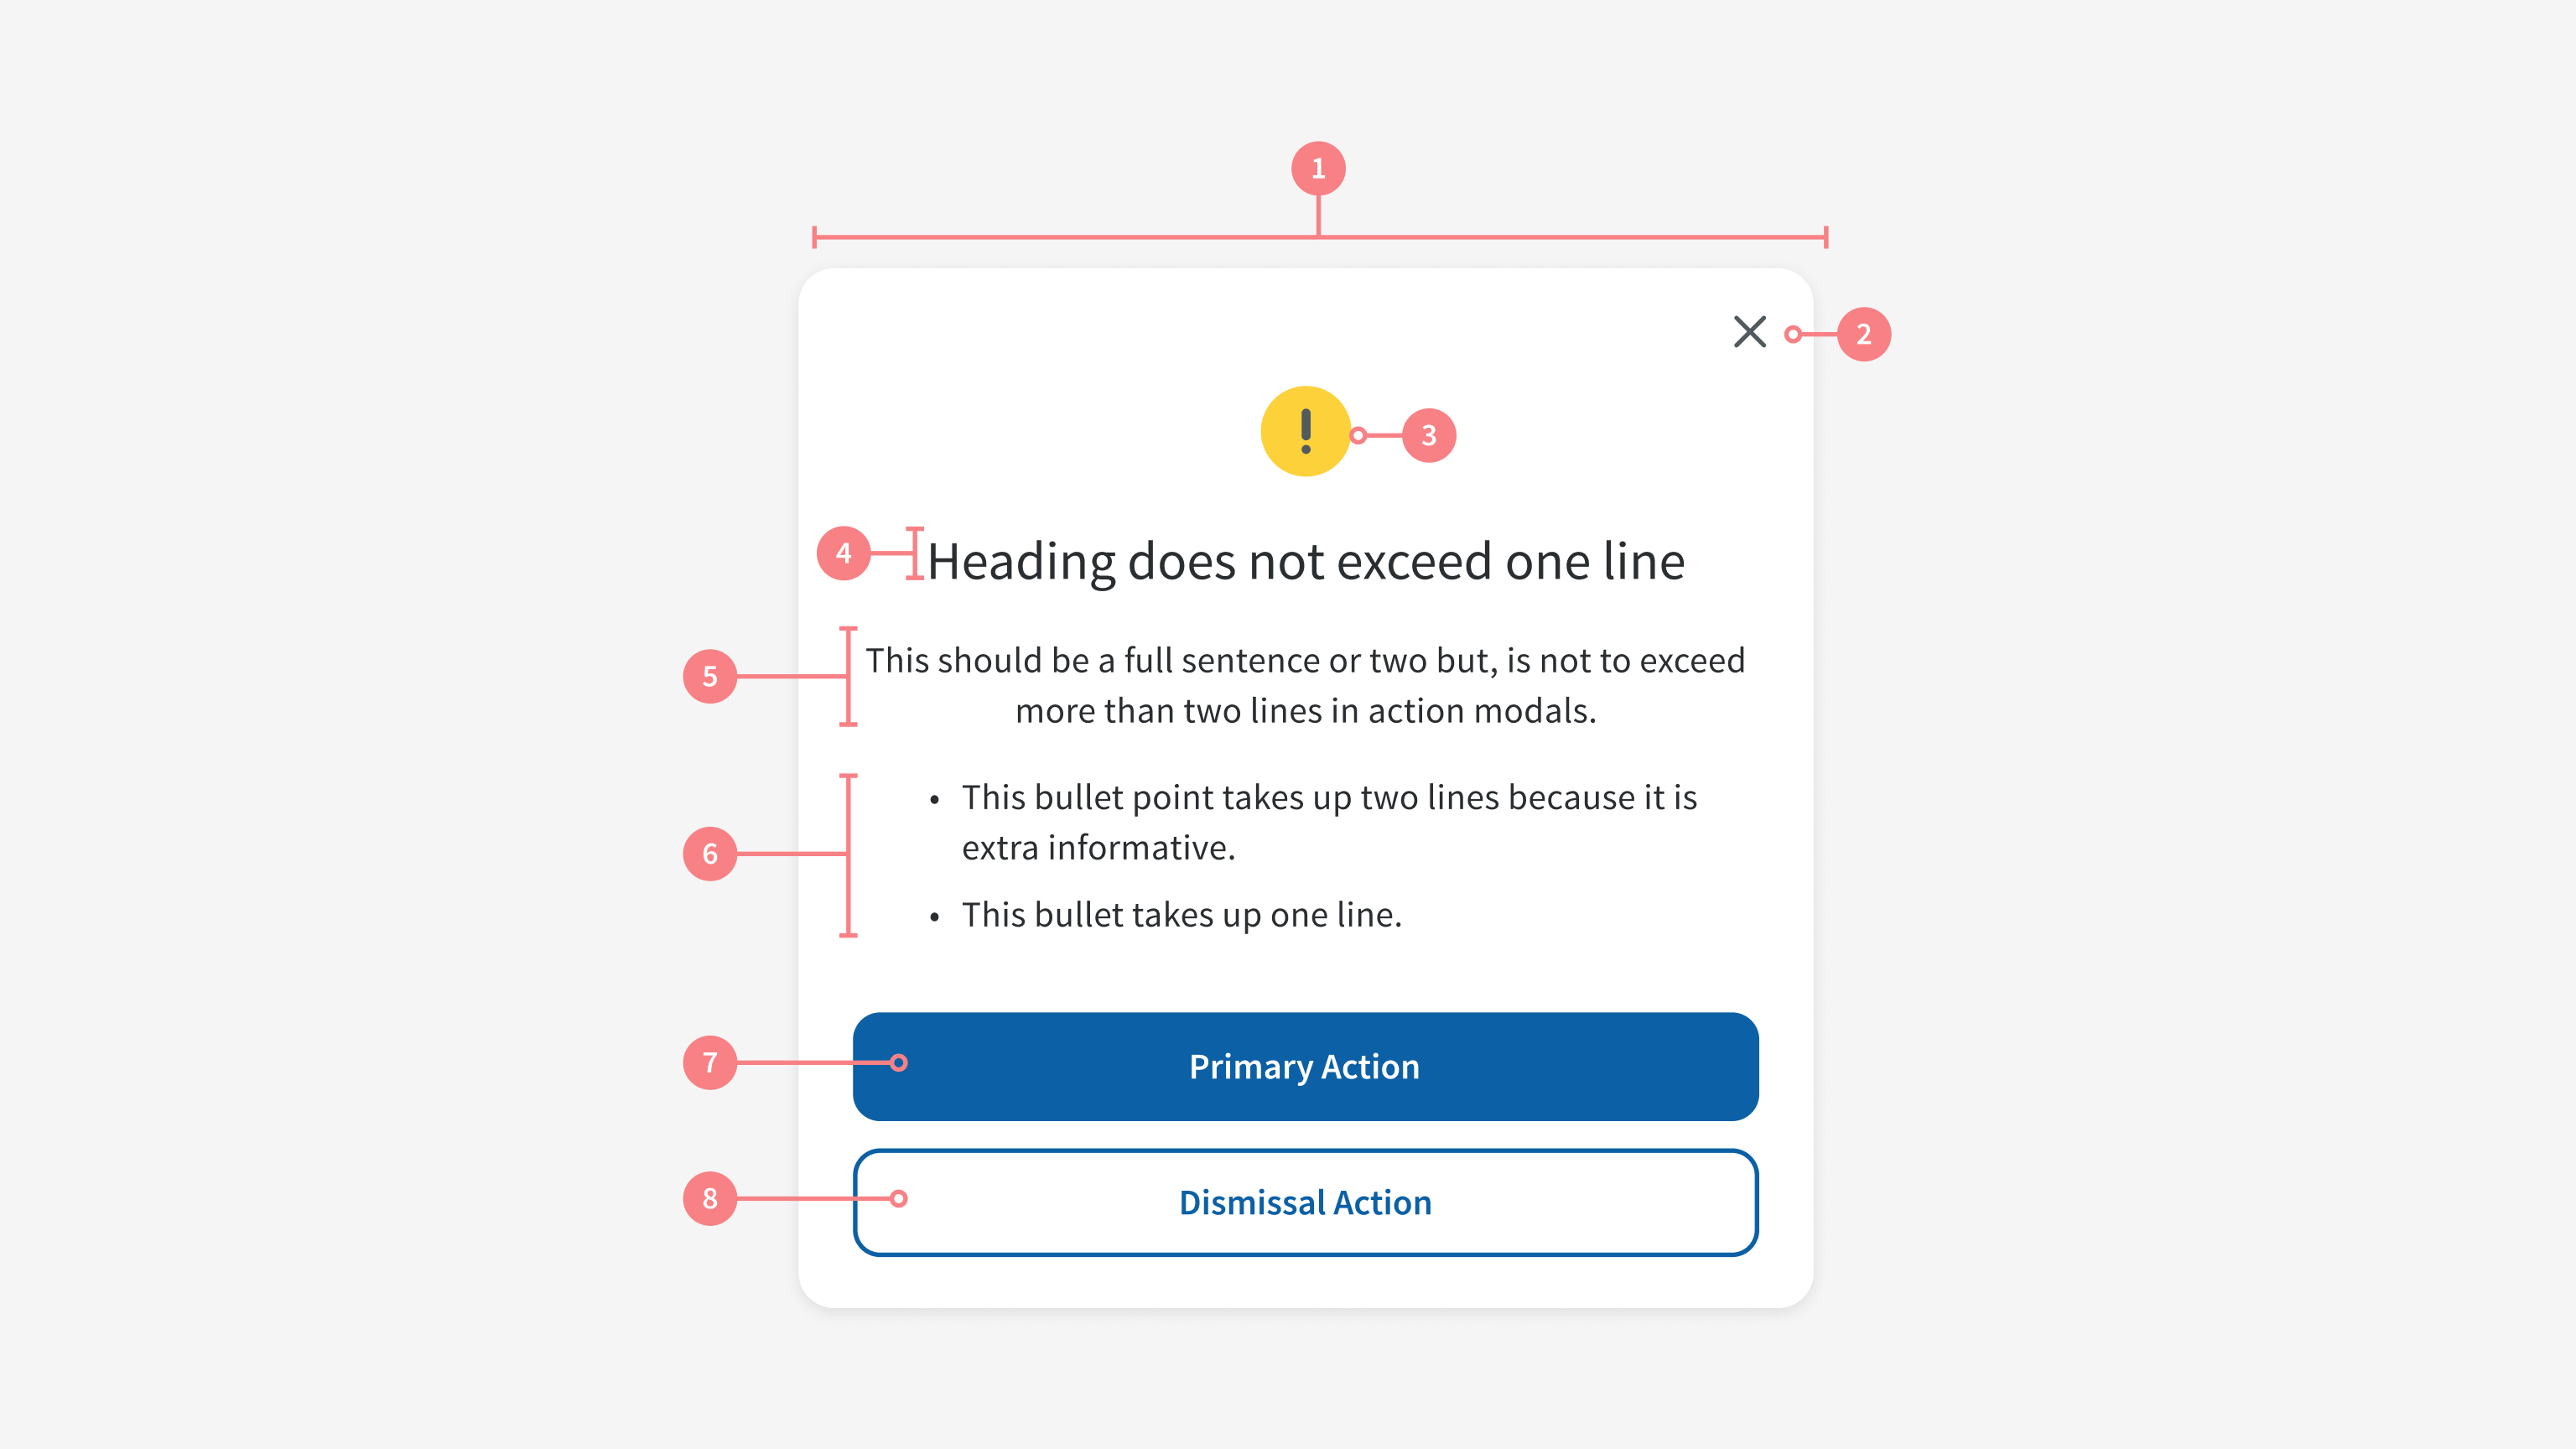 1
2
!
3
4
Heading does not exceed one line
5
This should be a full sentence or two but, is not to exceed
more than two lines in action modals.
6
• This bullet point takes up two lines because it is
extra informative.
• This bullet takes up one line.
7
Primary Action
8
Dismissal Action